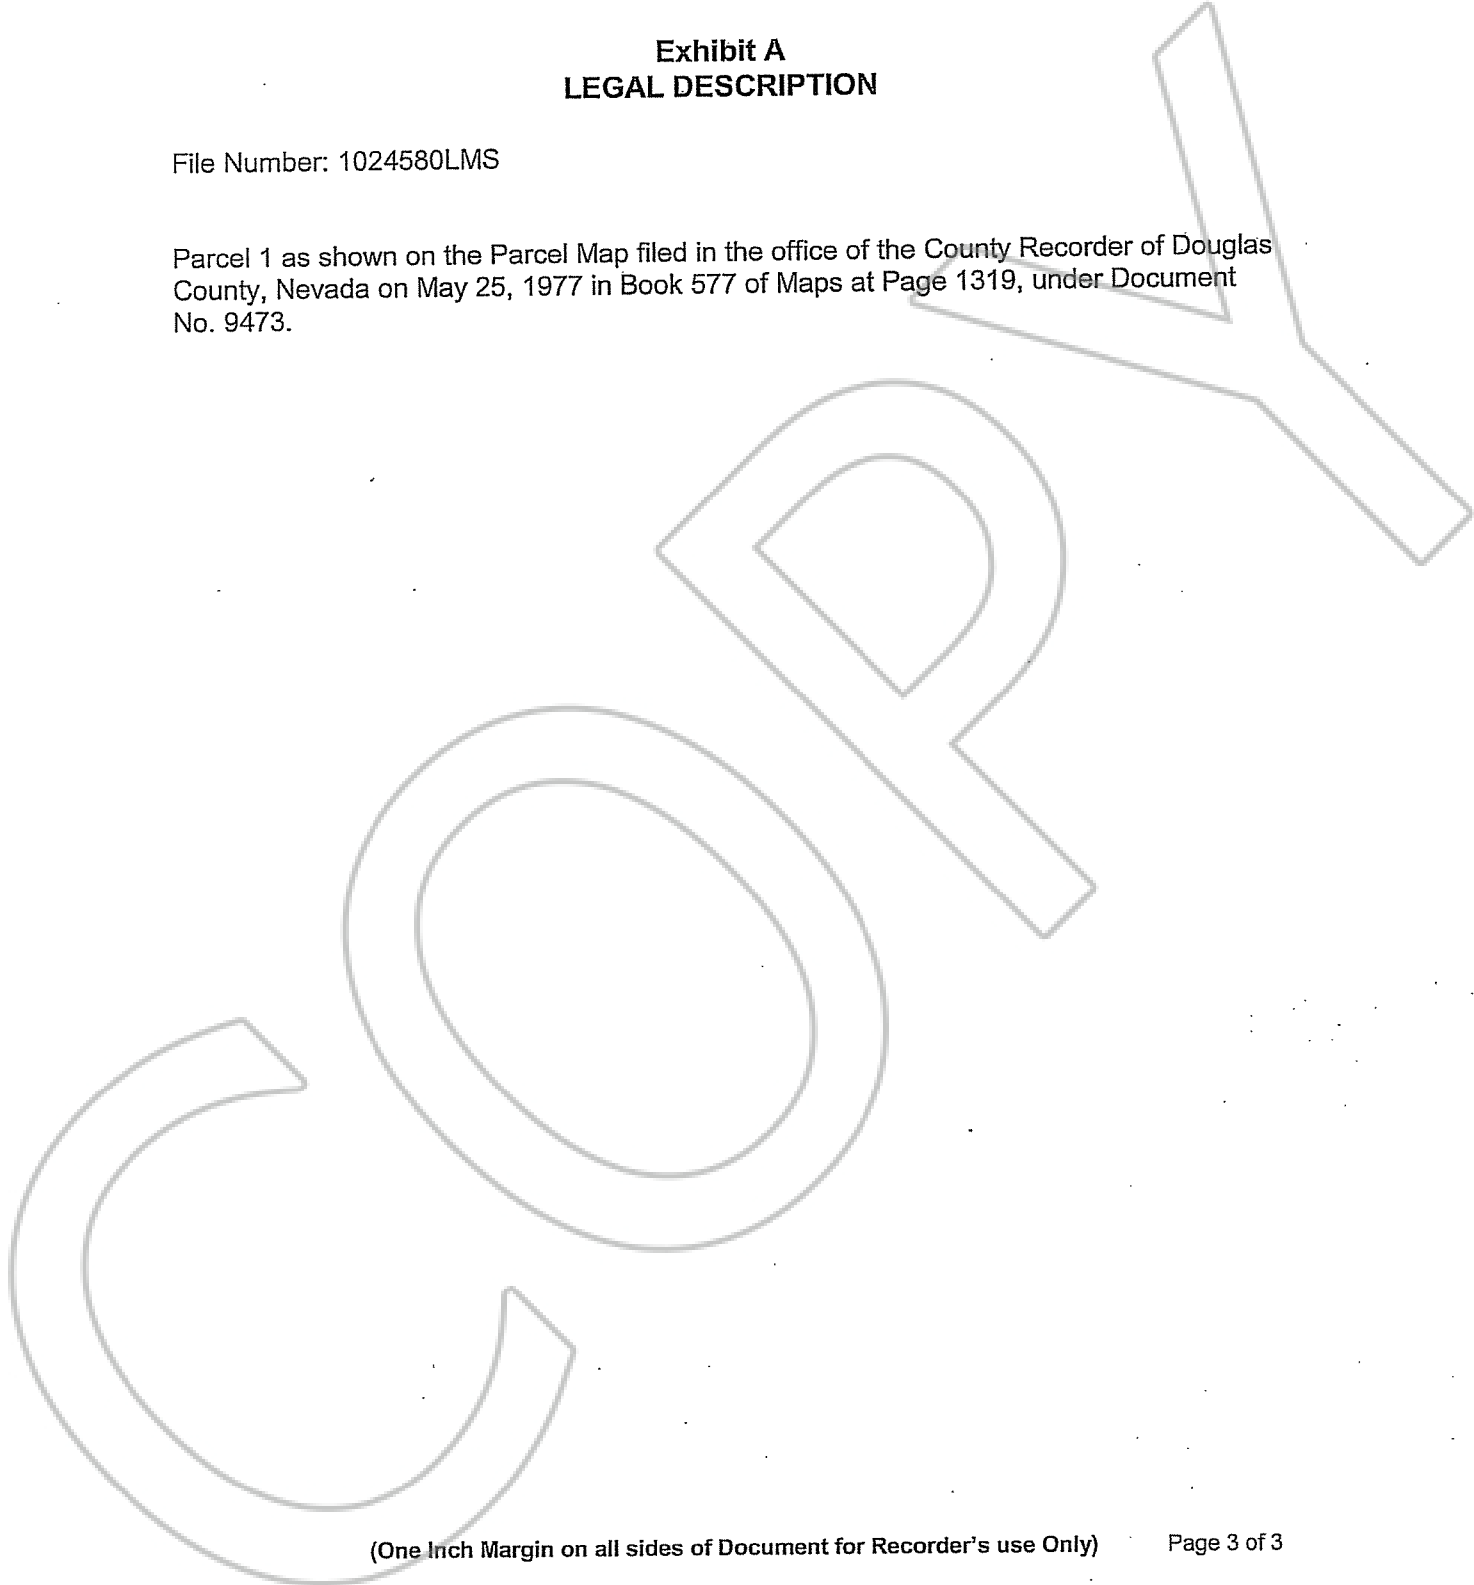 Exhibit A
LEGAL DESCRIPTION
File Number: 1024580LMS
Parcel 1 as shown on the Parcel Map filed in the office of the County Recorder of Douglas
County, Nevada on May 25, 1977 in Book 577 of Maps at Page 1319, under Document
No. 9473.
COPY
(One Inch Margin on all sides of Document for Recorder's use Only) Page 3 of 3